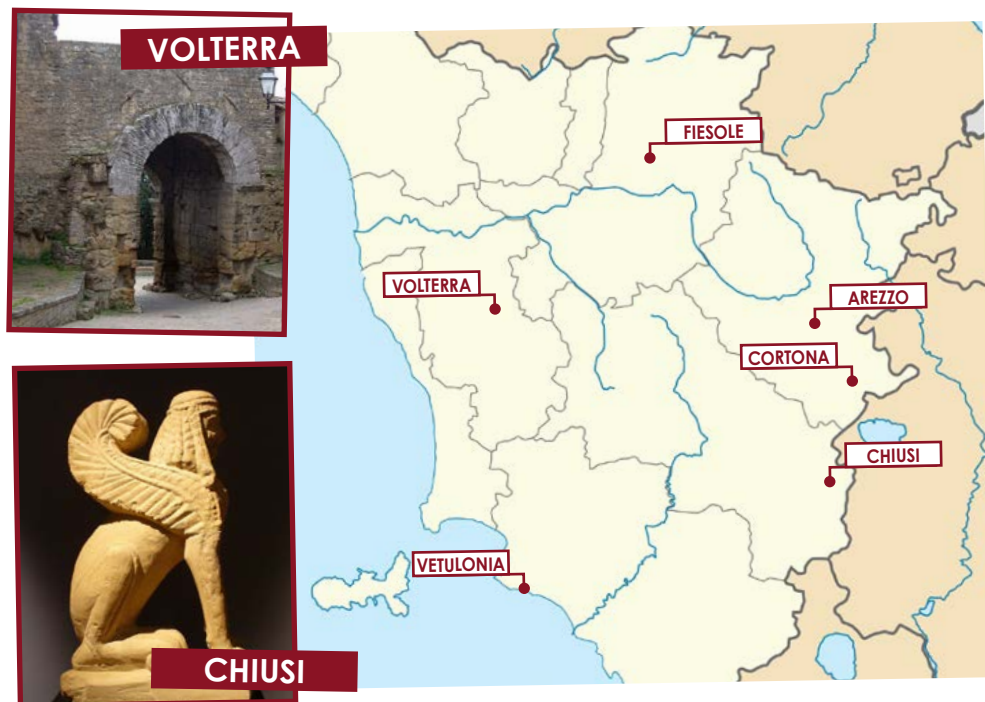 VOLTERRA
FIESOLE
VOLTERRA
AREZZO
CORTONA
CHIUSI
VETULONIA
CHIUSI